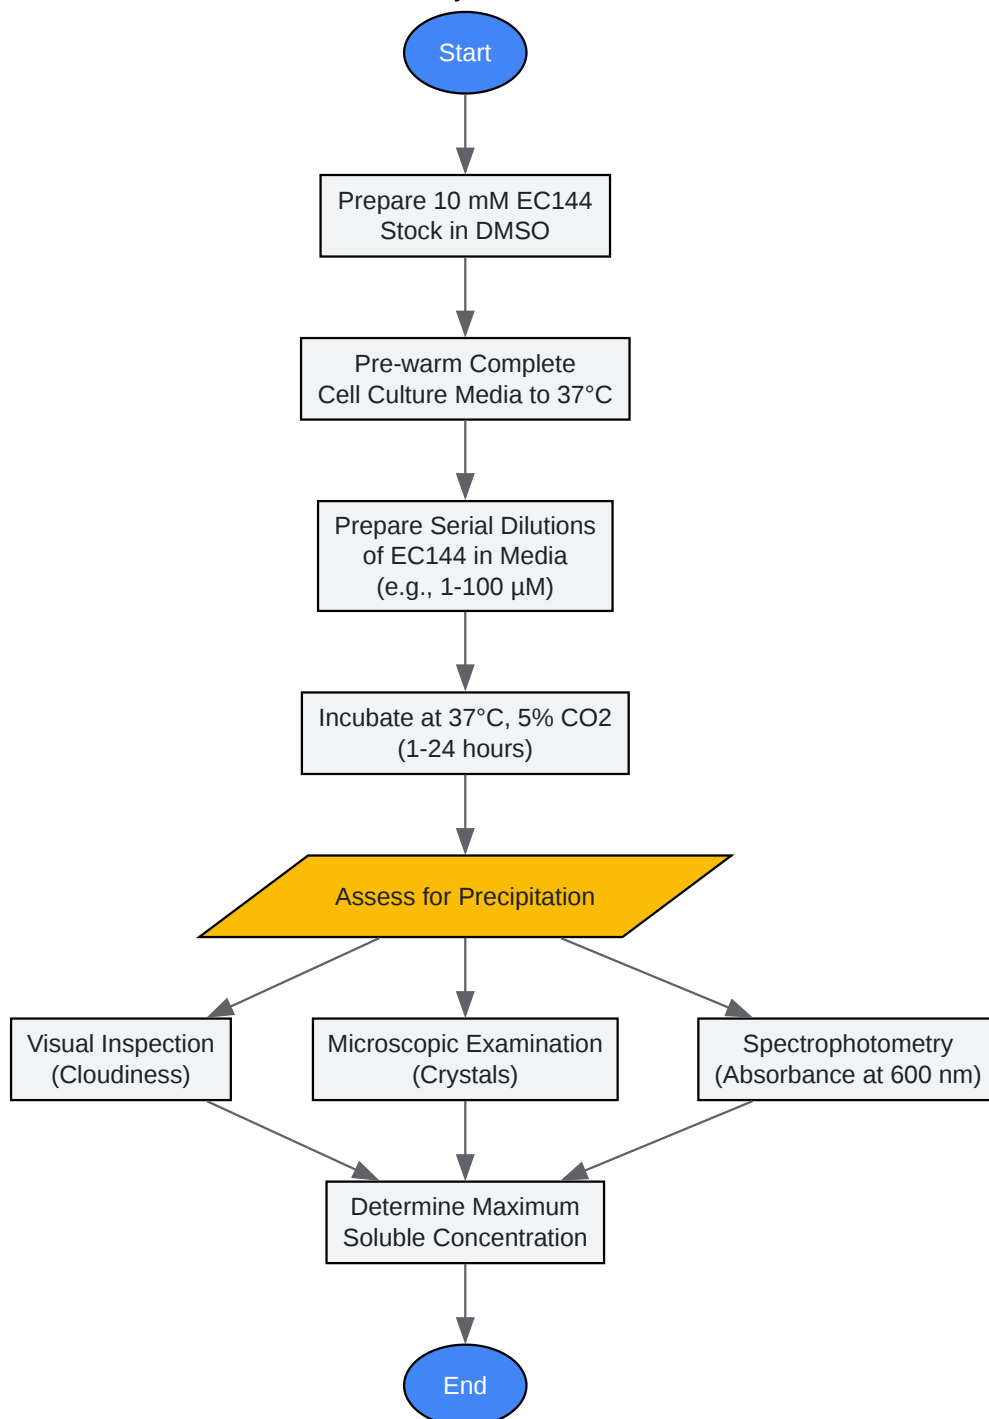 Start
Prepare 10 mM EC144
Stock in DMSO
Pre-warm Complete
Cell Culture Media to 37°C
Prepare Serial Dilutions
of EC144 in Media
(e.g., 1-100 µM)
Incubate at 37°C, 5% CO2
(1-24 hours)
Assess for Precipitation
Visual Inspection
(Cloudiness)
Microscopic Examination
(Crystals)
Spectrophotometry
(Absorbance at 600 nm)
Determine Maximum
Soluble Concentration
End